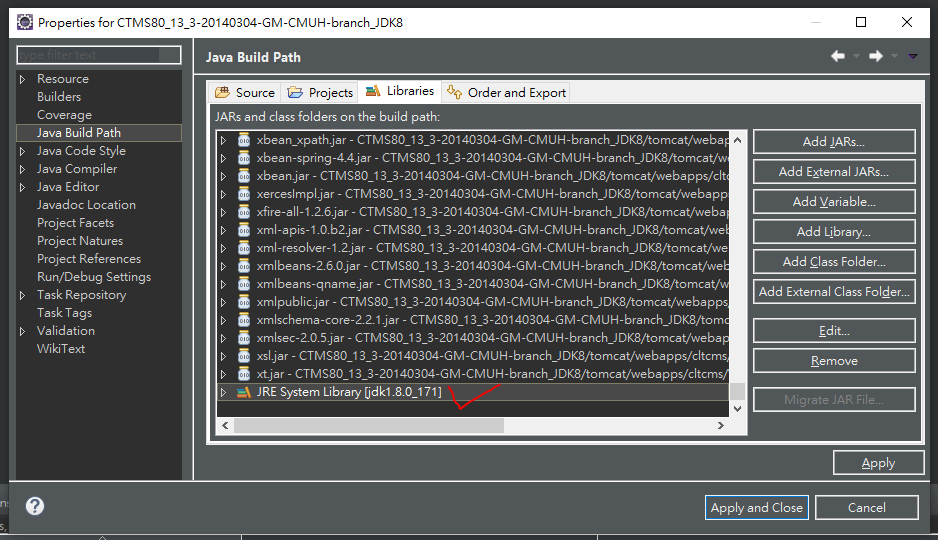 Properties for CTMS80_13_3-20140304-GM-CMUH-branch_JDK8
type filter text
Resource
Builders
Coverage
Java Build Path
Java Code Style
Java Compiler
Java Editor
Javadoc Location
Project Facets
Project Natures
Project References
Run/Debug Settings
Task Repository
Task Tags
Validation
WikiText
Java Build Path
Source
Projects
Libraries
Order and Export
JARs and class folders on the build path:
xbean_xpath.jar - CTMS80_13_3-20140304-GM-CMUH-branch_JDK8/tomcat/webapp
xbean-spring-4.4.jar - CTMS80_13_3-20140304-GM-CMUH-branch_JDK8/tomcat/we
xbean.jar - CTMS80_13_3-20140304-GM-CMUH-branch_JDK8/tomcat/webapps/cltc
xercesImpl.jar - CTMS80_13_3-20140304-GM-CMUH-branch_JDK8/tomcat/webapps
xfire-all-1.2.6.jar - CTMS80_13_3-20140304-GM-CMUH-branch_JDK8/tomcat/weba
xml-apis-1.0.b2.jar - CTMS80_13_3-20140304-GM-CMUH-branch_JDK8/tomcat/we
xml-resolver-1.2.jar - CTMS80_13_3-20140304-GM-CMUH-branch_JDK8/tomcat/we
xmlbeans-2.6.0.jar - CTMS80_13_3-20140304-GM-CMUH-branch_JDK8/tomcat/we
xmlbeans-qname.jar - CTMS80_13_3-20140304-GM-CMUH-branch_JDK8/tomcat/w
xmlpublic.jar - CTMS80_13_3-20140304-GM-CMUH-branch_JDK8/tomcat/webapps/
xmlschema-core-2.2.1.jar - CTMS80_13_3-20140304-GM-CMUH-branch_JDK8/tomc
xmlsec-2.0.5.jar - CTMS80_13_3-20140304-GM-CMUH-branch_JDK8/tomcat/webap
xsl.jar - CTMS80_13_3-20140304-GM-CMUH-branch_JDK8/tomcat/webapps/cltcms/
xt.jar - CTMS80_13_3-20140304-GM-CMUH-branch_JDK8/tomcat/webapps/cltcms/
JRE System Library [jdk1.8.0_171]
Add JARs...
Add External JARs...
Add Variable...
Add Library...
Add Class Folder...
Add External Class Folder...
Edit...
Remove
Migrate JAR File...
Apply
Apply and Close
Cancel